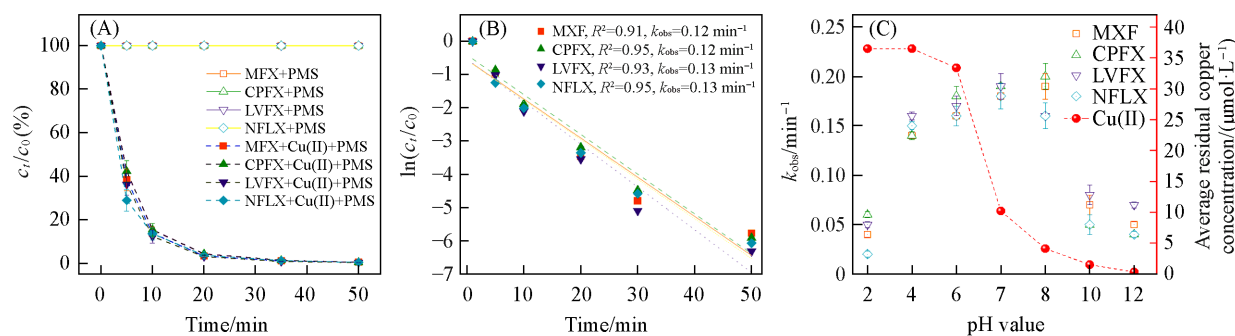 (A)
c_t/c_0(%)
100
80
60
40
20
0
MFX+PMS
CPFX+PMS
LVFX+PMS
NFLX+PMS
MFX+Cu(II)+PMS
CPFX+Cu(II)+PMS
LVFX+Cu(II)+PMS
NFLX+Cu(II)+PMS
0 10 20 30 40 50
Time/min
(B)
ln(c_t/c_0)
0
−1
−2
−3
−4
−5
−6
−7
MXF, R²=0.91, k_obs=0.12 min⁻¹
CPFX, R²=0.95, k_obs=0.12 min⁻¹
LVFX, R²=0.93, k_obs=0.13 min⁻¹
NFLX, R²=0.95, k_obs=0.13 min⁻¹
0 10 20 30 40 50
Time/min
(C)
k_obs/min⁻¹
0.25
0.20
0.15
0.10
0.05
0
MXF
CPFX
LVFX
NFLX
Cu(II)
2 4 6 7 8 10 12
pH value
40
35
30
25
20
15
10
5
0
Average residual copper
concentration/(μmol·L⁻¹)